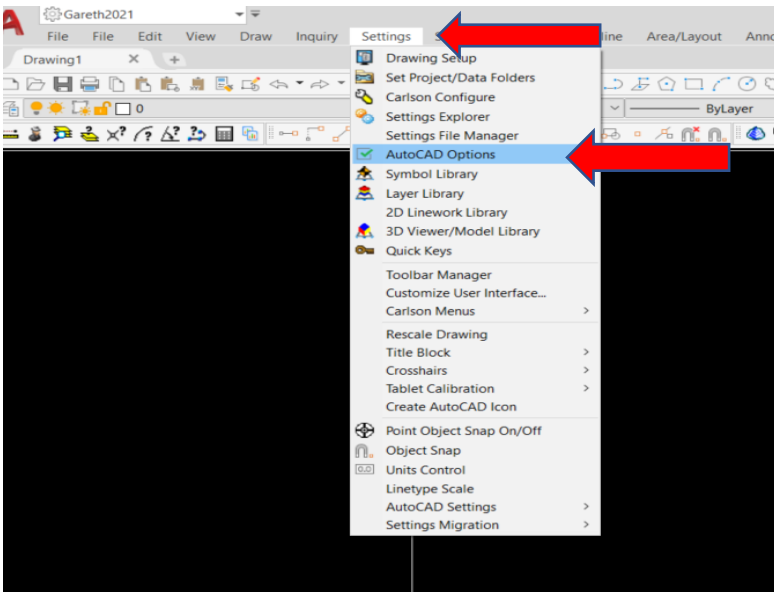 Gareth2021
File File Edit View Draw Inquiry Settings line Area/Layout Anno
Drawing1 × +
0 ByLayer
Drawing Setup
Set Project/Data Folders
Carlson Configure
Settings Explorer
Settings File Manager
AutoCAD Options
Symbol Library
Layer Library
2D Linework Library
3D Viewer/Model Library
Quick Keys
Toolbar Manager
Customize User Interface...
Carlson Menus >
Rescale Drawing
Title Block >
Crosshairs >
Tablet Calibration >
Create AutoCAD Icon
Point Object Snap On/Off
Object Snap
0.0 Units Control
Linetype Scale
AutoCAD Settings >
Settings Migration >